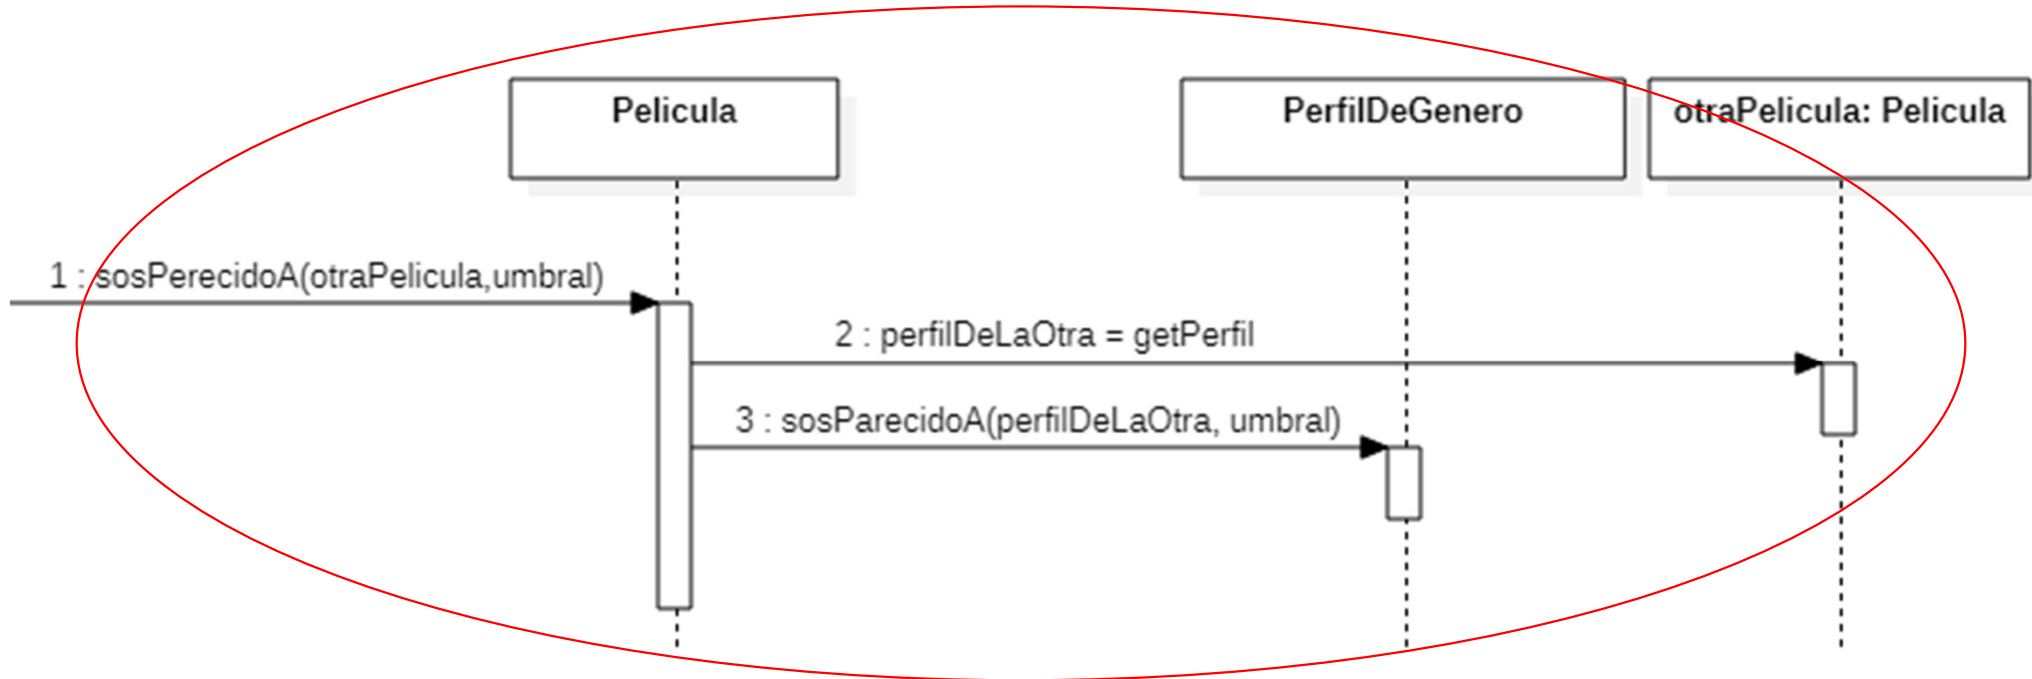 Pelicula
PerfilDeGenero
otraPelicula: Pelicula
1 : sosPerecidoA(otraPelicula,umbral)
2 : perfilDeLaOtra = getPerfil
3 : sosParecidoA(perfilDeLaOtra, umbral)